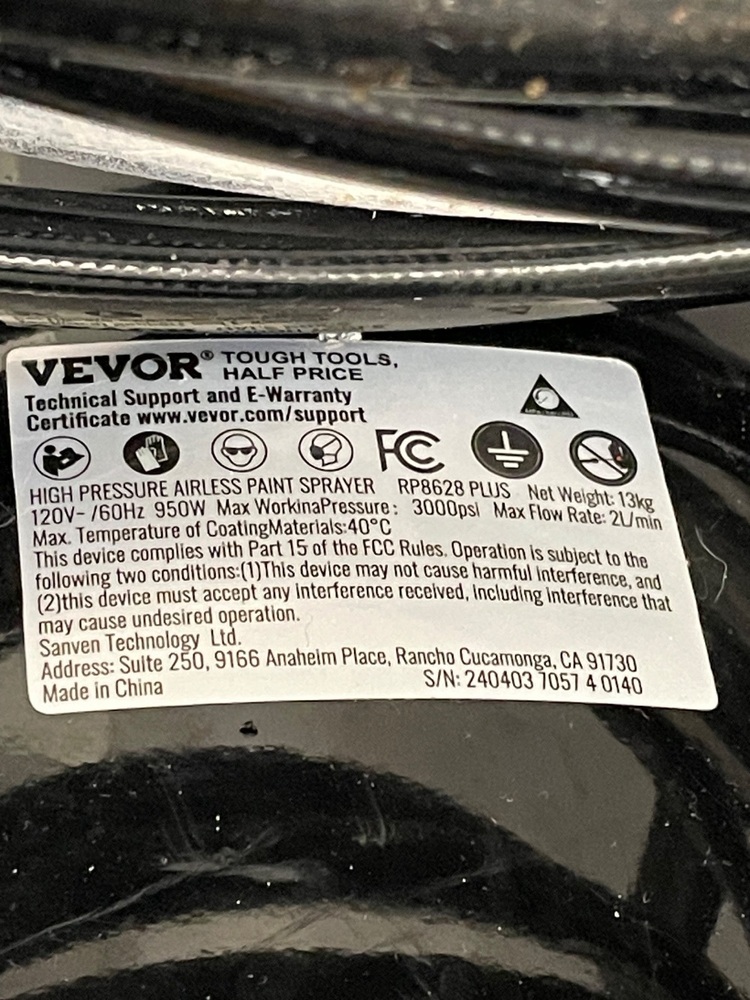 VEVOR® TOUGH TOOLS,
HALF PRICE
Technical Support and E-Warranty
Certificate www.vevor.com/support
FC
HIGH PRESSURE AIRLESS PAINT SPRAYER RP8628 PLUS Net Weight: 13kg
120V~ /60Hz 950W Max WorkinaPressure: 3000psi Max Flow Rate: 2L/min
Max. Temperature of CoatingMaterials:40°C
This device complies with Part 15 of the FCC Rules. Operation is subject to the
following two conditions:(1)This device may not cause harmful interference, and
(2)this device must accept any interference received, including interference that
may cause undesired operation.
Sanven Technology Ltd.
Address: Suite 250, 9166 Anaheim Place, Rancho Cucamonga, CA 91730
Made in China S/N: 240403 7057 4 0140